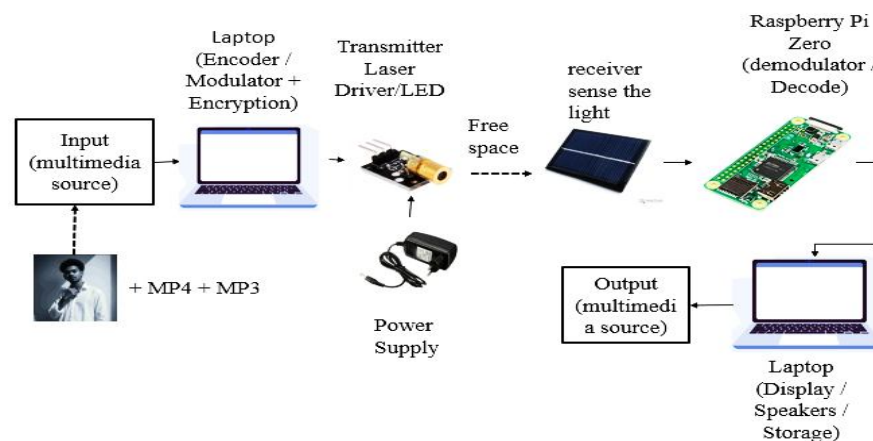 Laptop
(Encoder /
Modulator +
Encryption)
Transmitter
Laser
Driver/LED
receiver
sense the
light
Raspberry Pi
Zero
(demodulator /
Decode)
Input
(multimedia
source)
Free
space
+ MP4 + MP3
Power
Supply
Output
(multimedi
a source)
Laptop
(Display /
Speakers /
Storage)